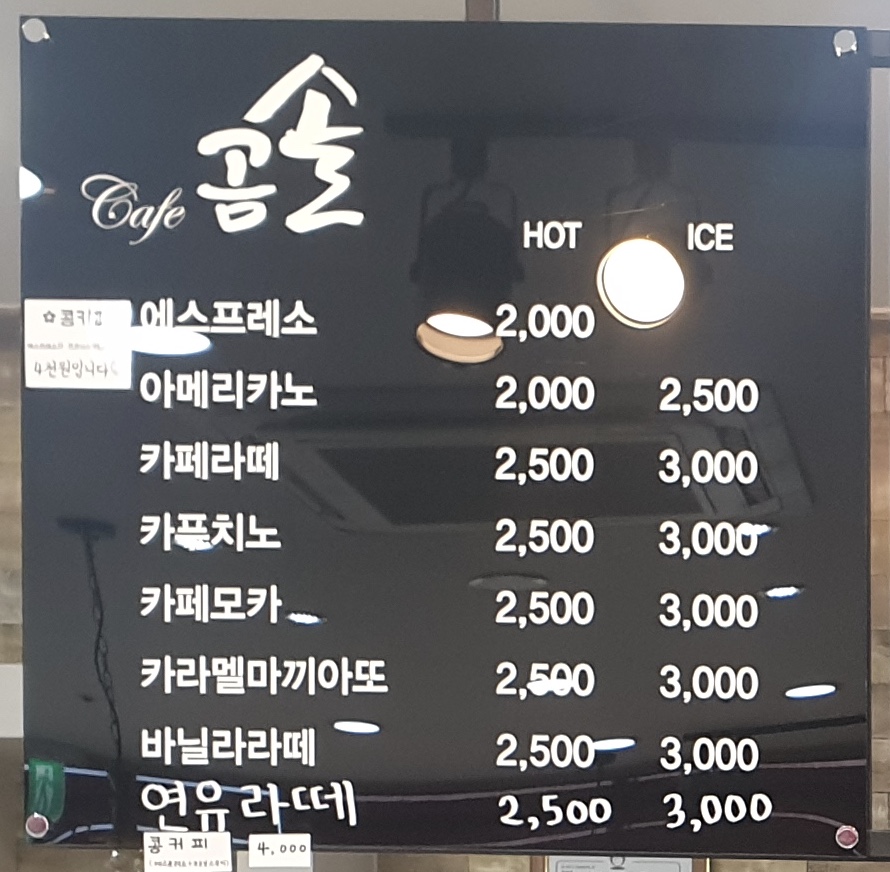 Cafe 곰솔
HOT ICE
에스프레소 2,000
아메리카노 2,000 2,500
카페라떼 2,500 3,000
카푸치노 2,500 3,000
카페모카 2,500 3,000
카라멜마끼아또 2,500 3,000
바닐라라떼 2,500 3,000
연유라떼 2,500 3,000
4천원입니다
콩커피 4,000